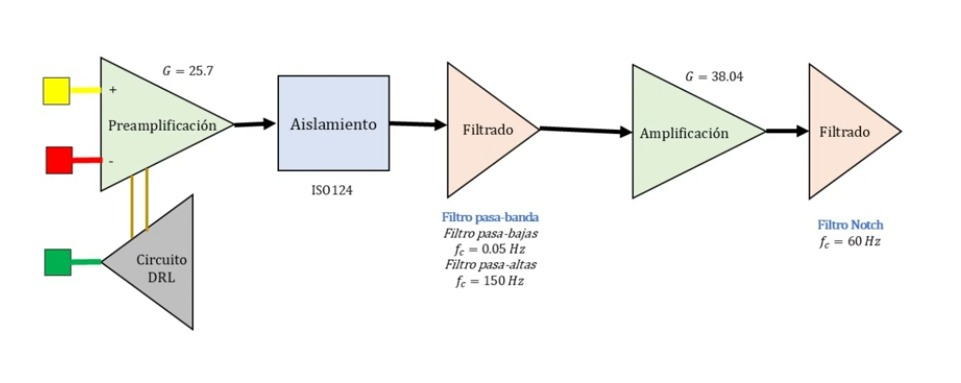 G = 25.7
+
Preamplificación
-
Aislamiento
ISO124
Filtrado
Filtro pasa-banda
Filtro pasa-bajas
fc = 0.05 Hz
Filtro pasa-altas
fc = 150 Hz
G = 38.04
Amplificación
Filtrado
Filtro Notch
fc = 60 Hz
Circuito
DRL